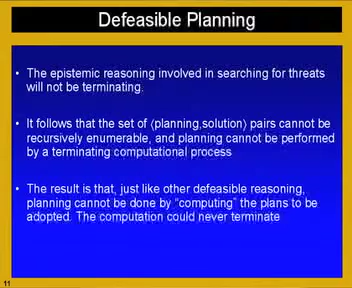 Defeasible Planning
• The epistemic reasoning involved in searching for threats
will not be terminating.
• It follows that the set of ⟨planning,solution⟩ pairs cannot be
recursively enumerable, and planning cannot be performed
by a terminating computational process
• The result is that, just like other defeasible reasoning,
planning cannot be done by “computing” the plans to be
adopted. The computation could never terminate
11